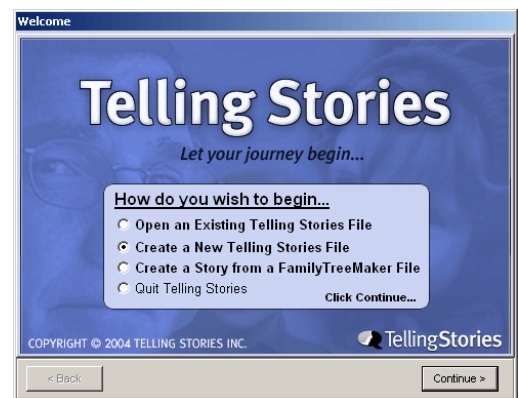 Welcome
Telling Stories
Let your journey begin...
How do you wish to begin...
Open an Existing Telling Stories File
Create a New Telling Stories File
Create a Story from a FamilyTreeMaker File
Quit Telling Stories
Click Continue...
COPYRIGHT © 2004 TELLING STORIES INC.
TellingStories
< Back
Continue >